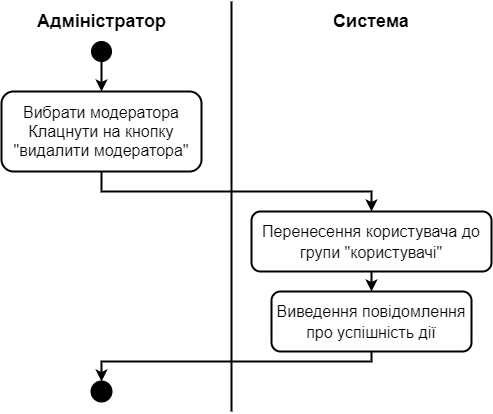 Адміністратор
Система
Вибрати модератора
Клацнути на кнопку
"видалити модератора"
Перенесення користувача до
групи "користувачі"
Виведення повідомлення
про успішність дії